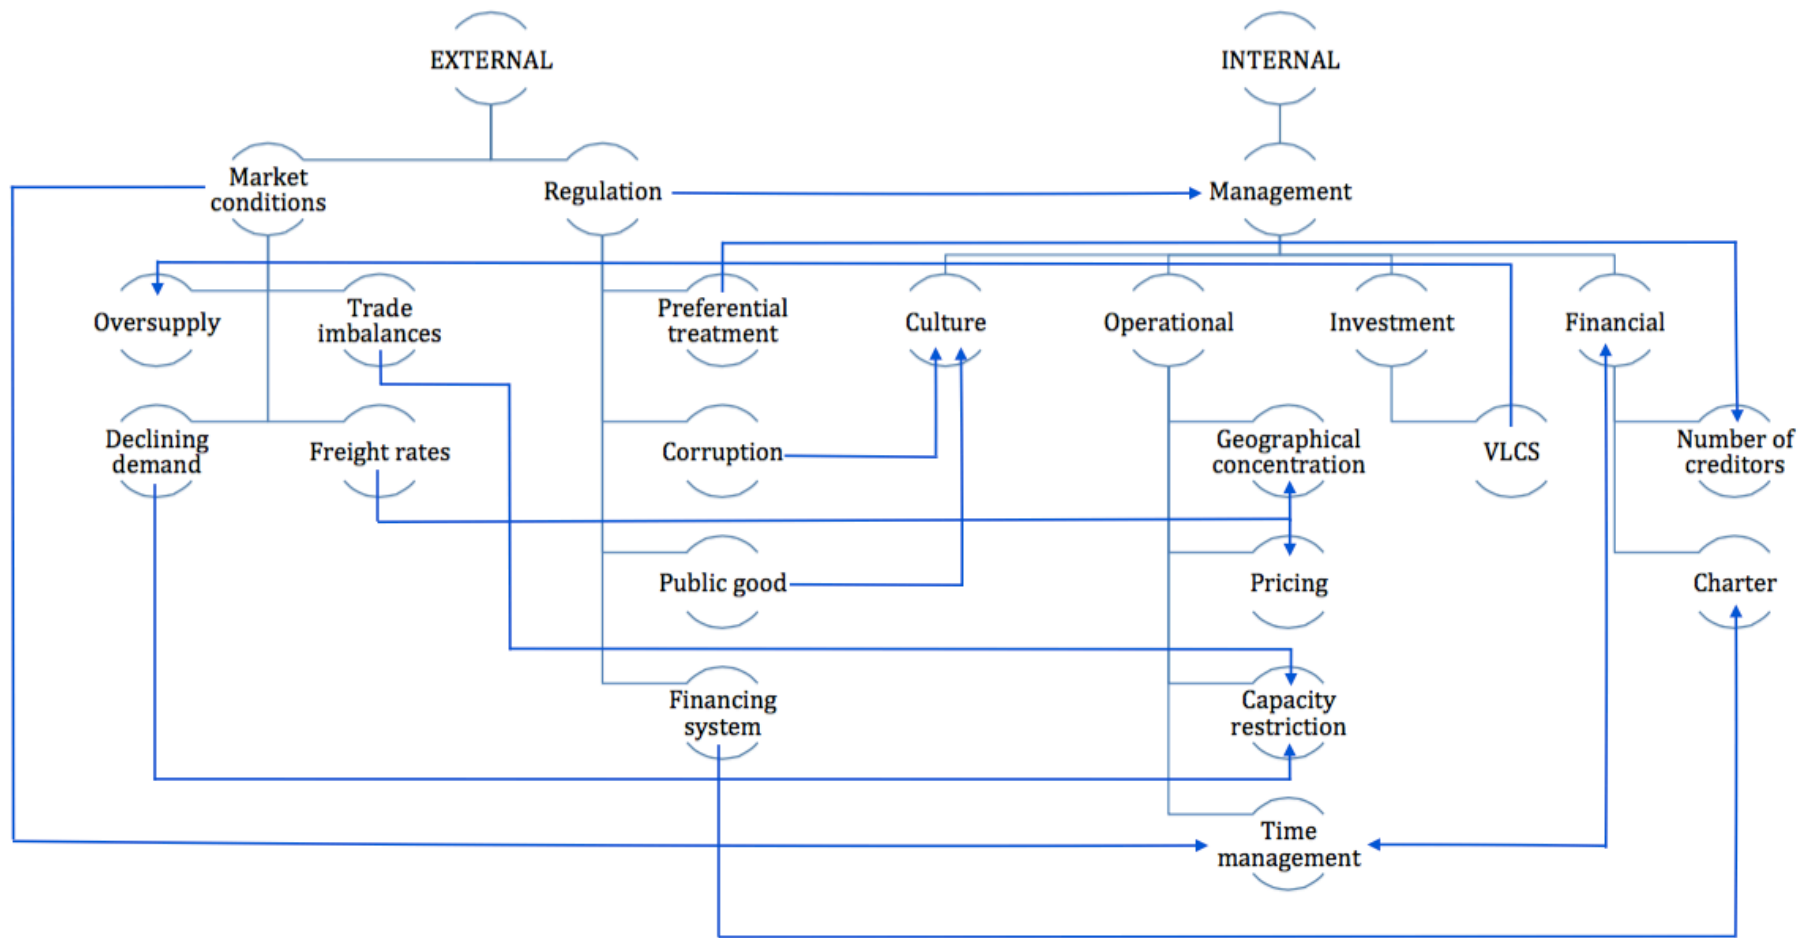 EXTERNAL
INTERNAL
Market
conditions
Regulation
Management
Oversupply
Trade
imbalances
Preferential
treatment
Culture
Operational
Investment
Financial
Declining
demand
Freight rates
Corruption
Geographical
concentration
VLCS
Number of
creditors
Public good
Pricing
Charter
Financing
system
Capacity
restriction
Time
management